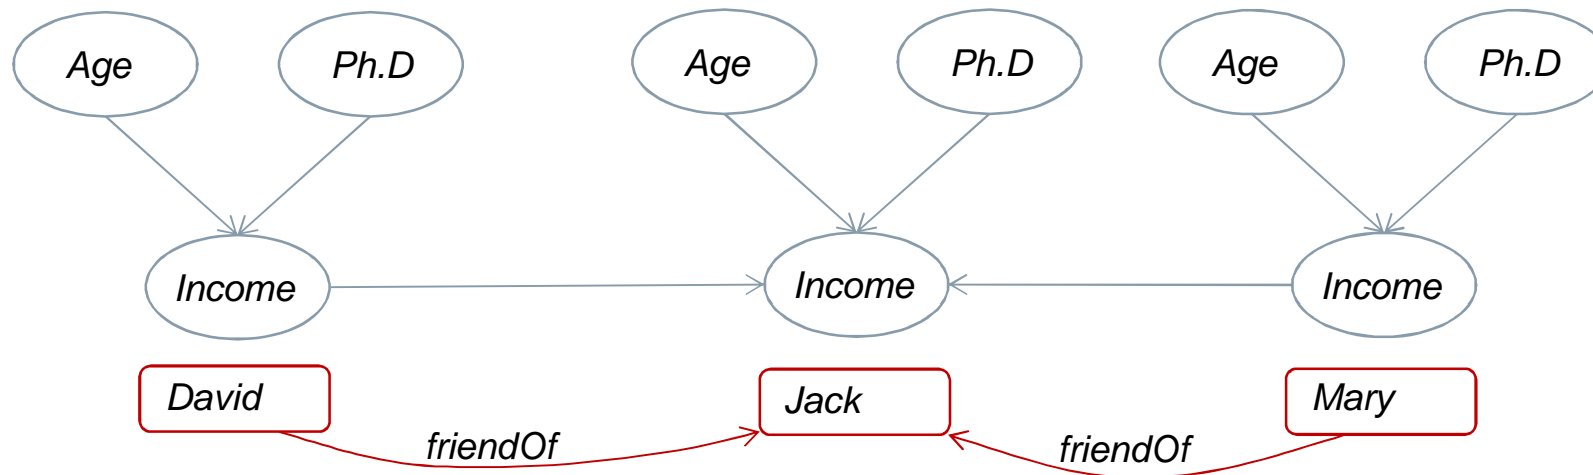 Age Ph.D Age Ph.D Age Ph.D
Income Income Income
David Jack Mary
friendOf friendOf